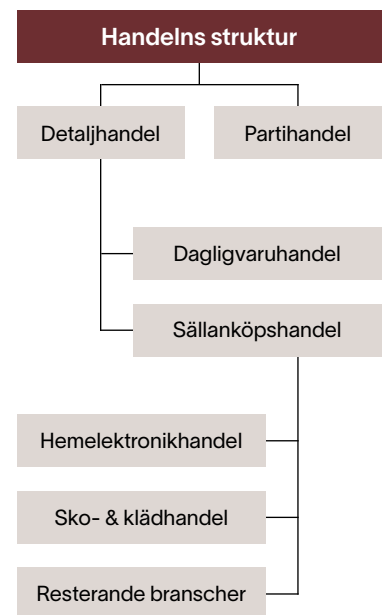 Handelns struktur
Detaljhandel
Partihandel
Dagligvaruhandel
Sällanköpshandel
Hemelektronikhandel
Sko- & klädhandel
Resterande branscher